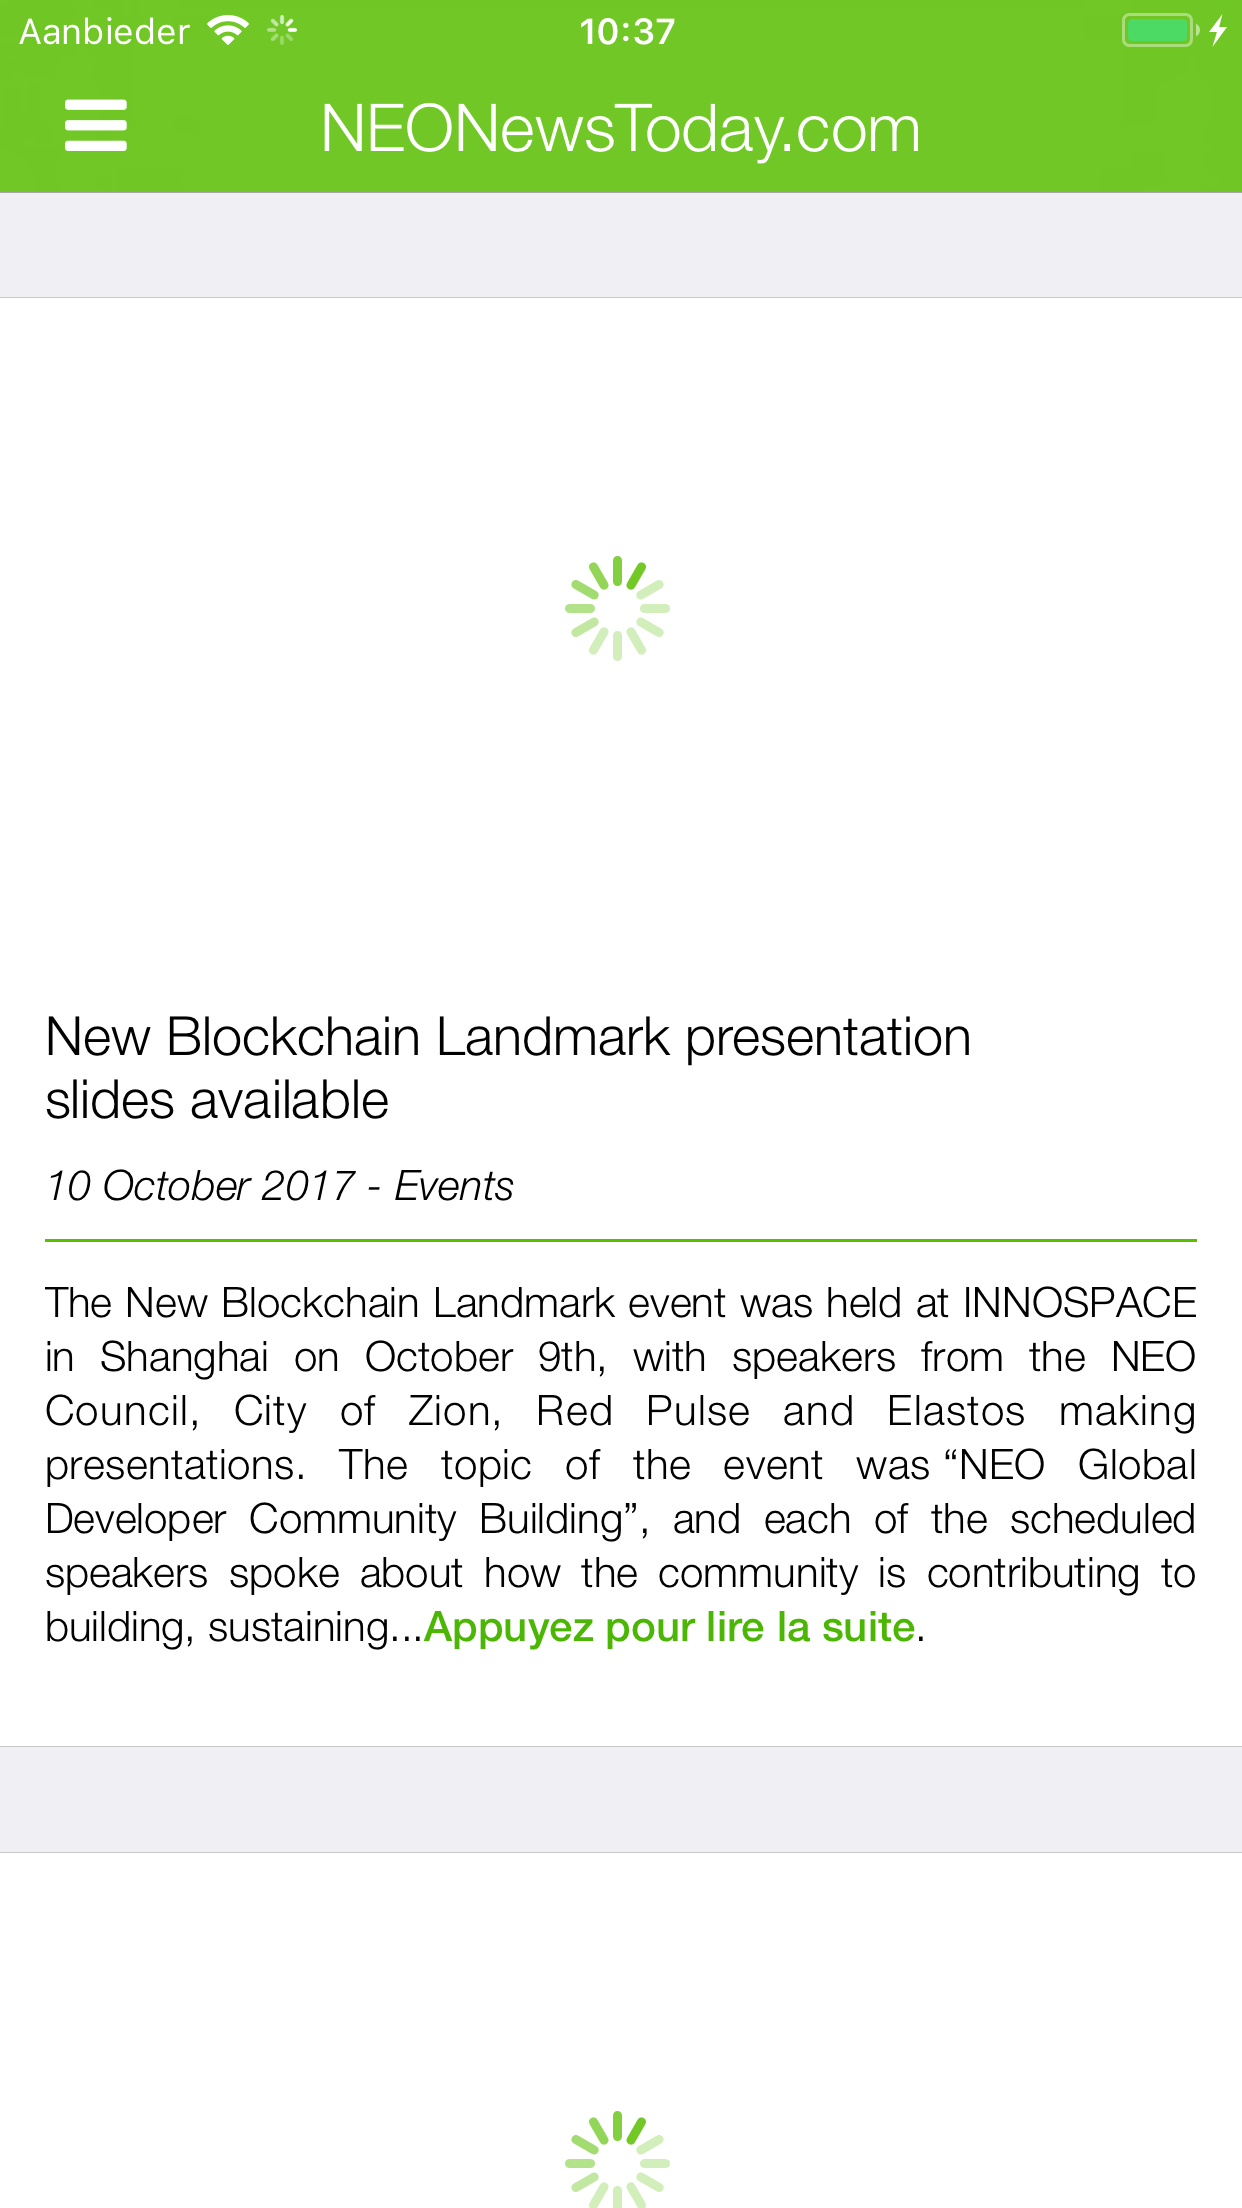 Aanbieder 10:37
NEONewsToday.com
New Blockchain Landmark presentation
slides available
10 October 2017 - Events
The New Blockchain Landmark event was held at INNOSPACE
in Shanghai on October 9th, with speakers from the NEO
Council, City of Zion, Red Pulse and Elastos making
presentations. The topic of the event was “NEO Global
Developer Community Building”, and each of the scheduled
speakers spoke about how the community is contributing to
building, sustaining...Appuyez pour lire la suite.